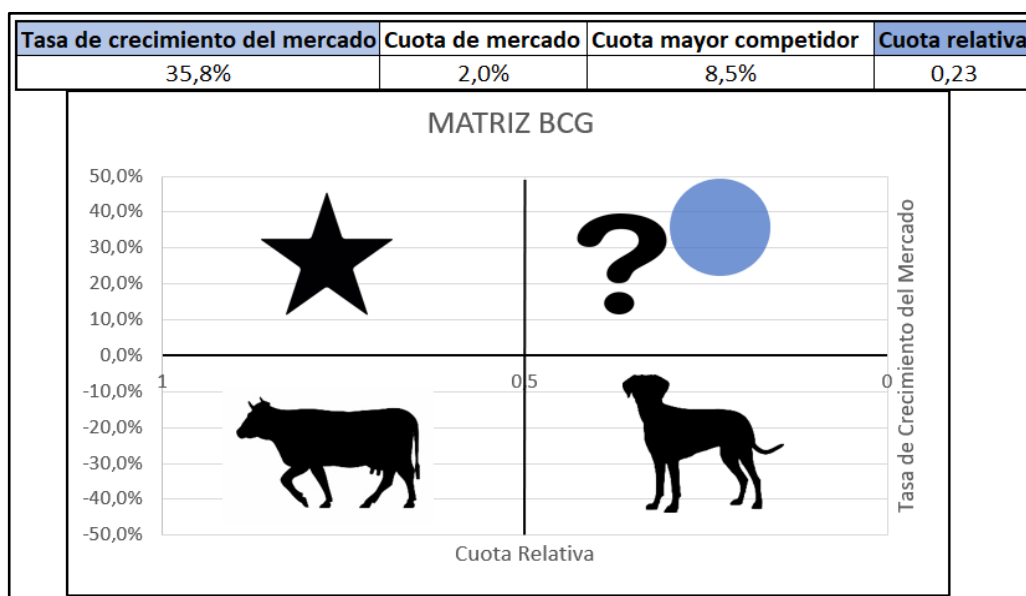 Tasa de crecimiento del mercado Cuota de mercado Cuota mayor competidor Cuota relativa
35,8% 2,0% 8,5% 0,23
MATRIZ BCG
50,0%
40,0%
30,0%
20,0%
10,0%
0,0%
1 0,5 0
-10,0%
-20,0%
-30,0%
-40,0%
-50,0%
?
Tasa de Crecimiento del Mercado
Cuota Relativa